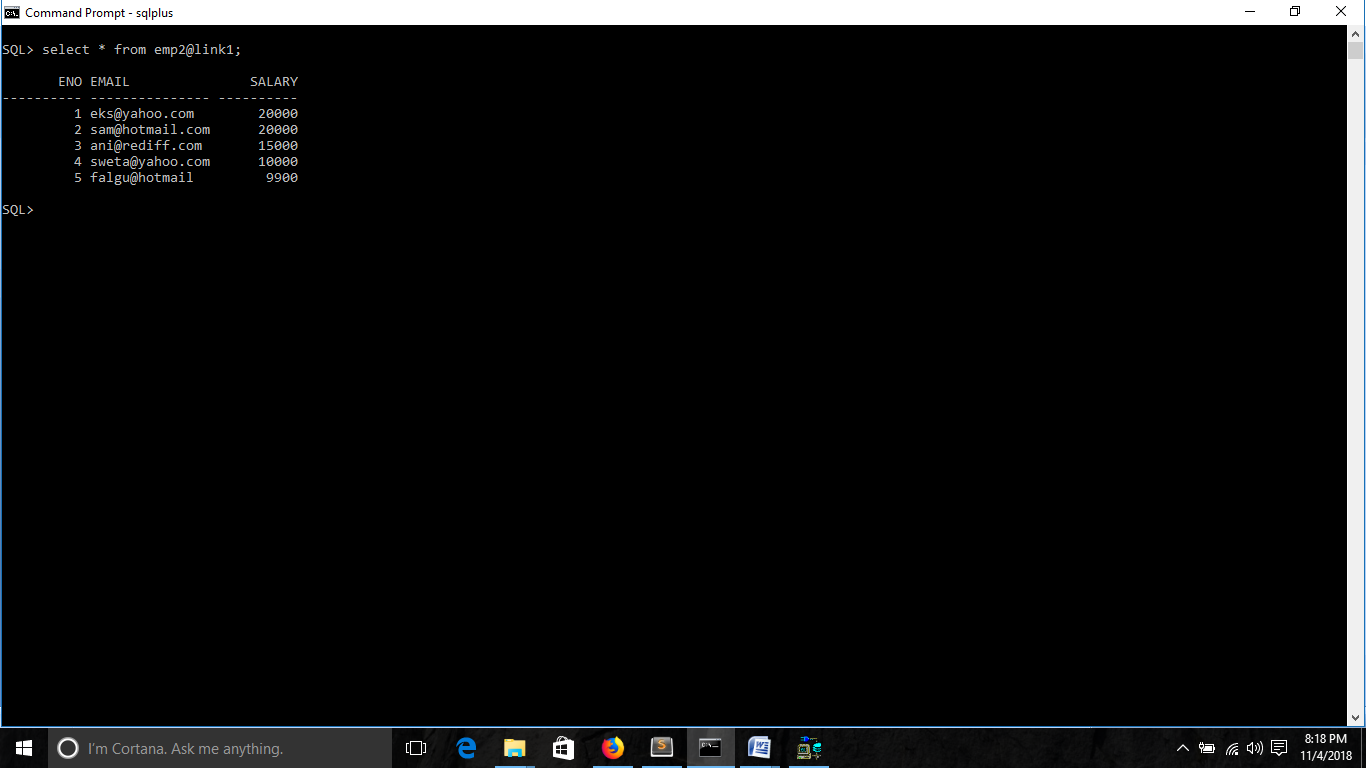 Command Prompt - sqlplus
SQL> select * from emp2@link1;
       ENO EMAIL               SALARY
---------- --------------- ----------
         1 eks@yahoo.com        20000
         2 sam@hotmail.com      20000
         3 ani@rediff.com       15000
         4 sweta@yahoo.com      10000
         5 falgu@hotmail         9900
SQL>
I'm Cortana. Ask me anything.
8:18 PM
11/4/2018